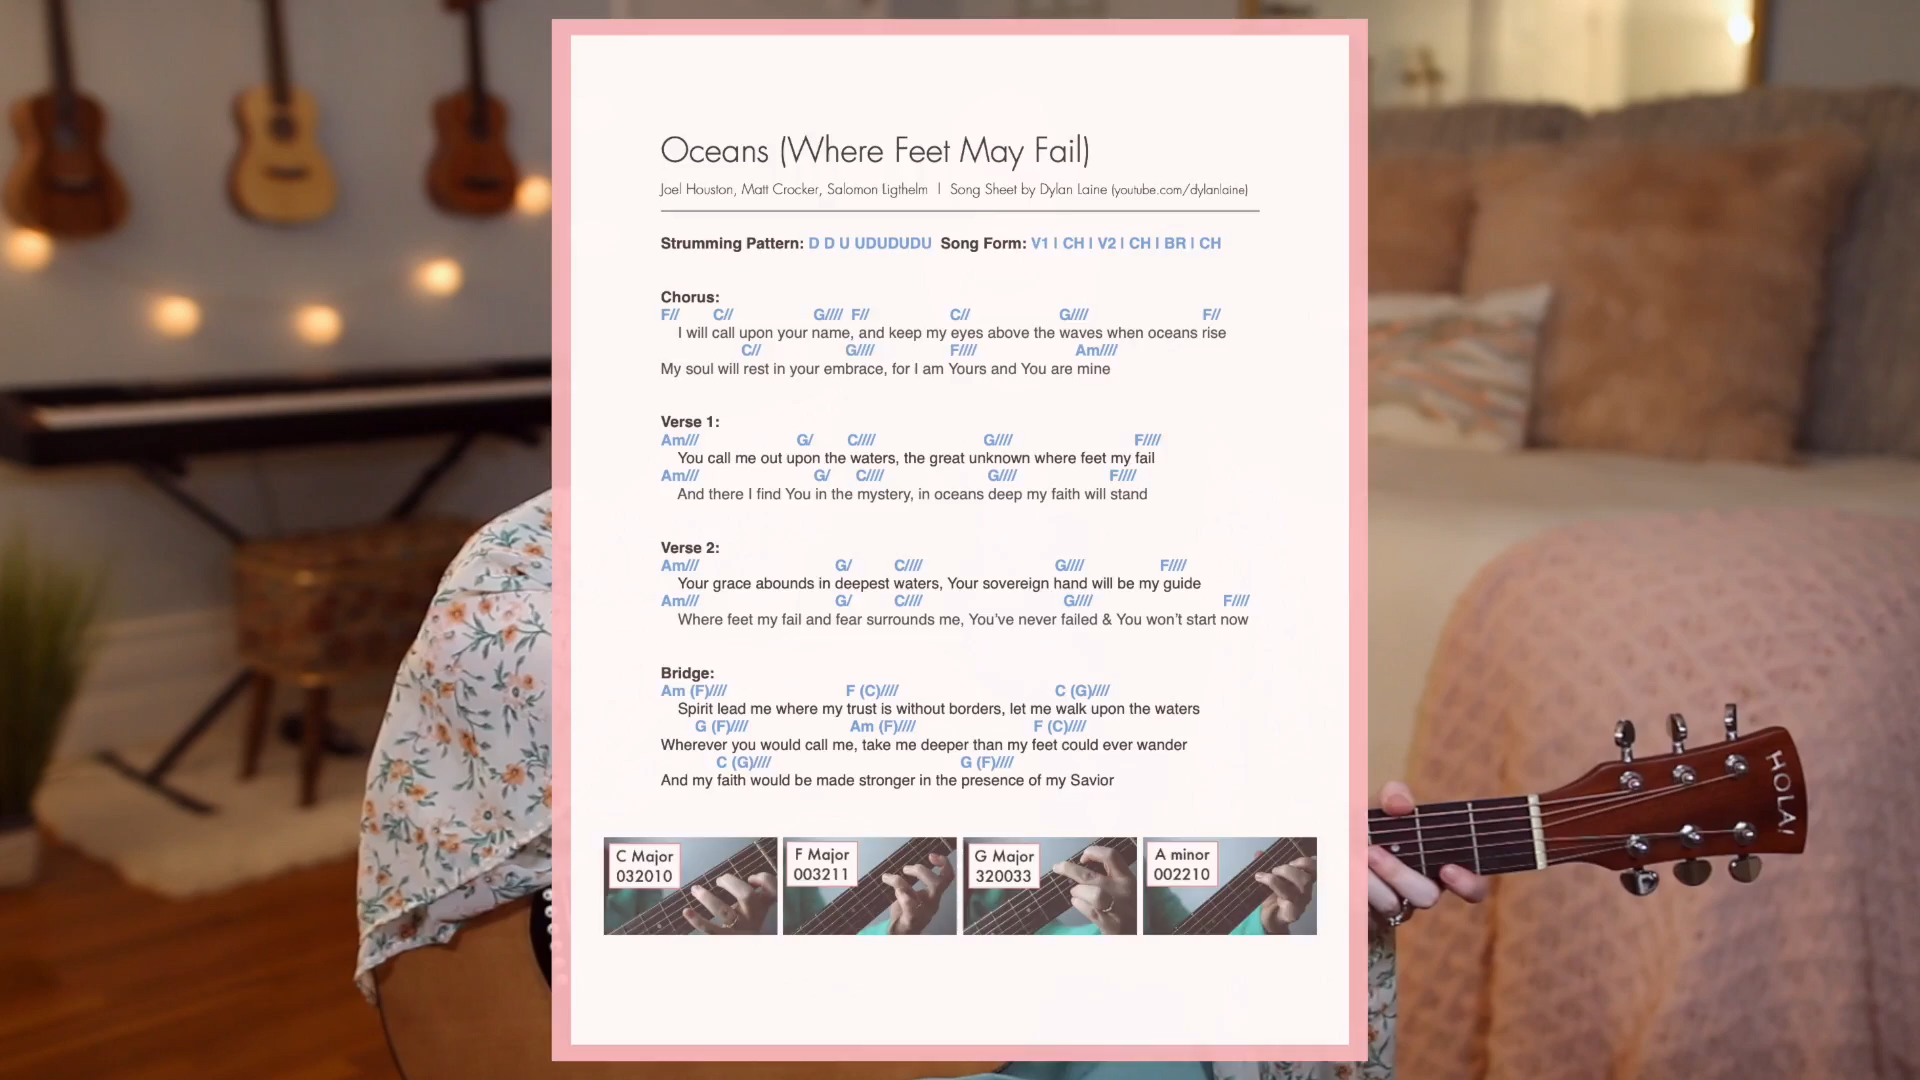 Oceans (Where Feet May Fail)
Joel Houston, Matt Crocker, Salomon Ligthelm | Song Sheet by Dylan Laine (youtube.com/dylanlaine)
Strumming Pattern: D D U UDUDUDU Song Form: V1 | CH | V2 | CH | BR | CH
Chorus:
F// C// G//// F// C// G//// F//
I will call upon your name, and keep my eyes above the waves when oceans rise
C// G//// F//// Am////
My soul will rest in your embrace, for I am Yours and You are mine
Verse 1:
Am/// G/ C//// G//// F////
You call me out upon the waters, the great unknown where feet my fail
Am/// G/ C//// G//// F////
And there I find You in the mystery, in oceans deep my faith will stand
Verse 2:
Am/// G/ C//// G//// F////
Your grace abounds in deepest waters, Your sovereign hand will be my guide
Am/// G/ C//// G//// F////
Where feet my fail and fear surrounds me, You've never failed & You won't start now
Bridge:
Am (F)//// F (C)//// C (G)////
Spirit lead me where my trust is without borders, let me walk upon the waters
G (F)//// Am (F)//// F (C)////
Wherever you would call me, take me deeper than my feet could ever wander
C (G)//// G (F)////
And my faith would be made stronger in the presence of my Savior
C Major
032010
F Major
003211
G Major
320033
A minor
002210
HOLA!